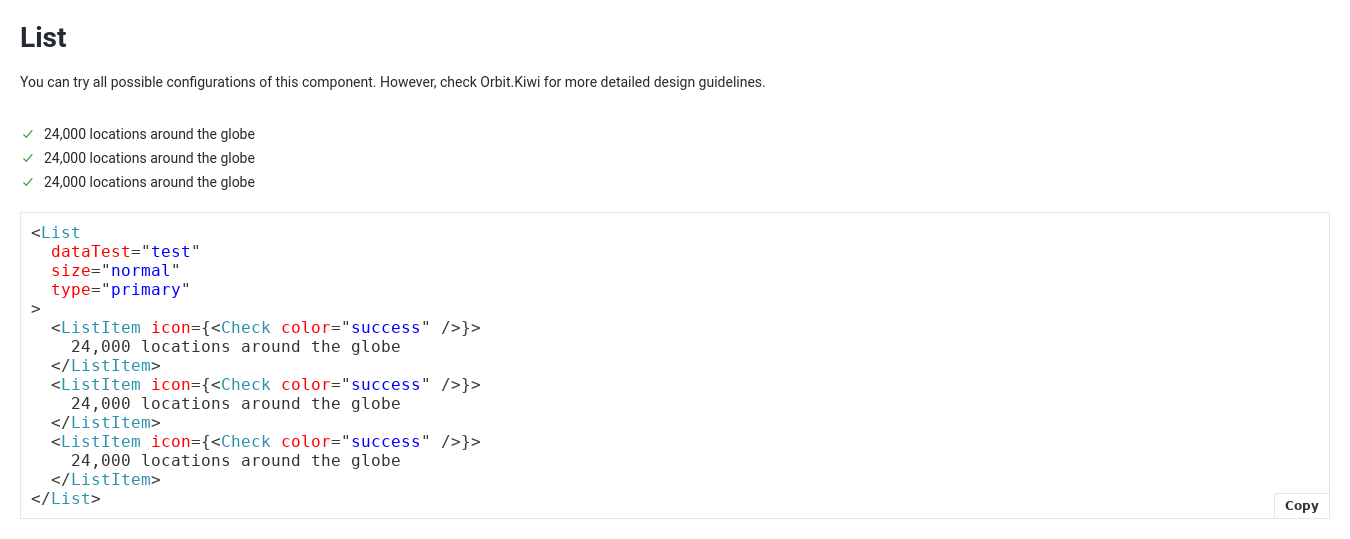 List
You can try all possible configurations of this component. However, check Orbit.Kiwi for more detailed design guidelines.
24,000 locations around the globe
24,000 locations around the globe
24,000 locations around the globe
<List
  dataTest="test"
  size="normal"
  type="primary"
>
  <ListItem icon={<Check color="success" />}>
    24,000 locations around the globe
  </ListItem>
  <ListItem icon={<Check color="success" />}>
    24,000 locations around the globe
  </ListItem>
  <ListItem icon={<Check color="success" />}>
    24,000 locations around the globe
  </ListItem>
</List>
Copy